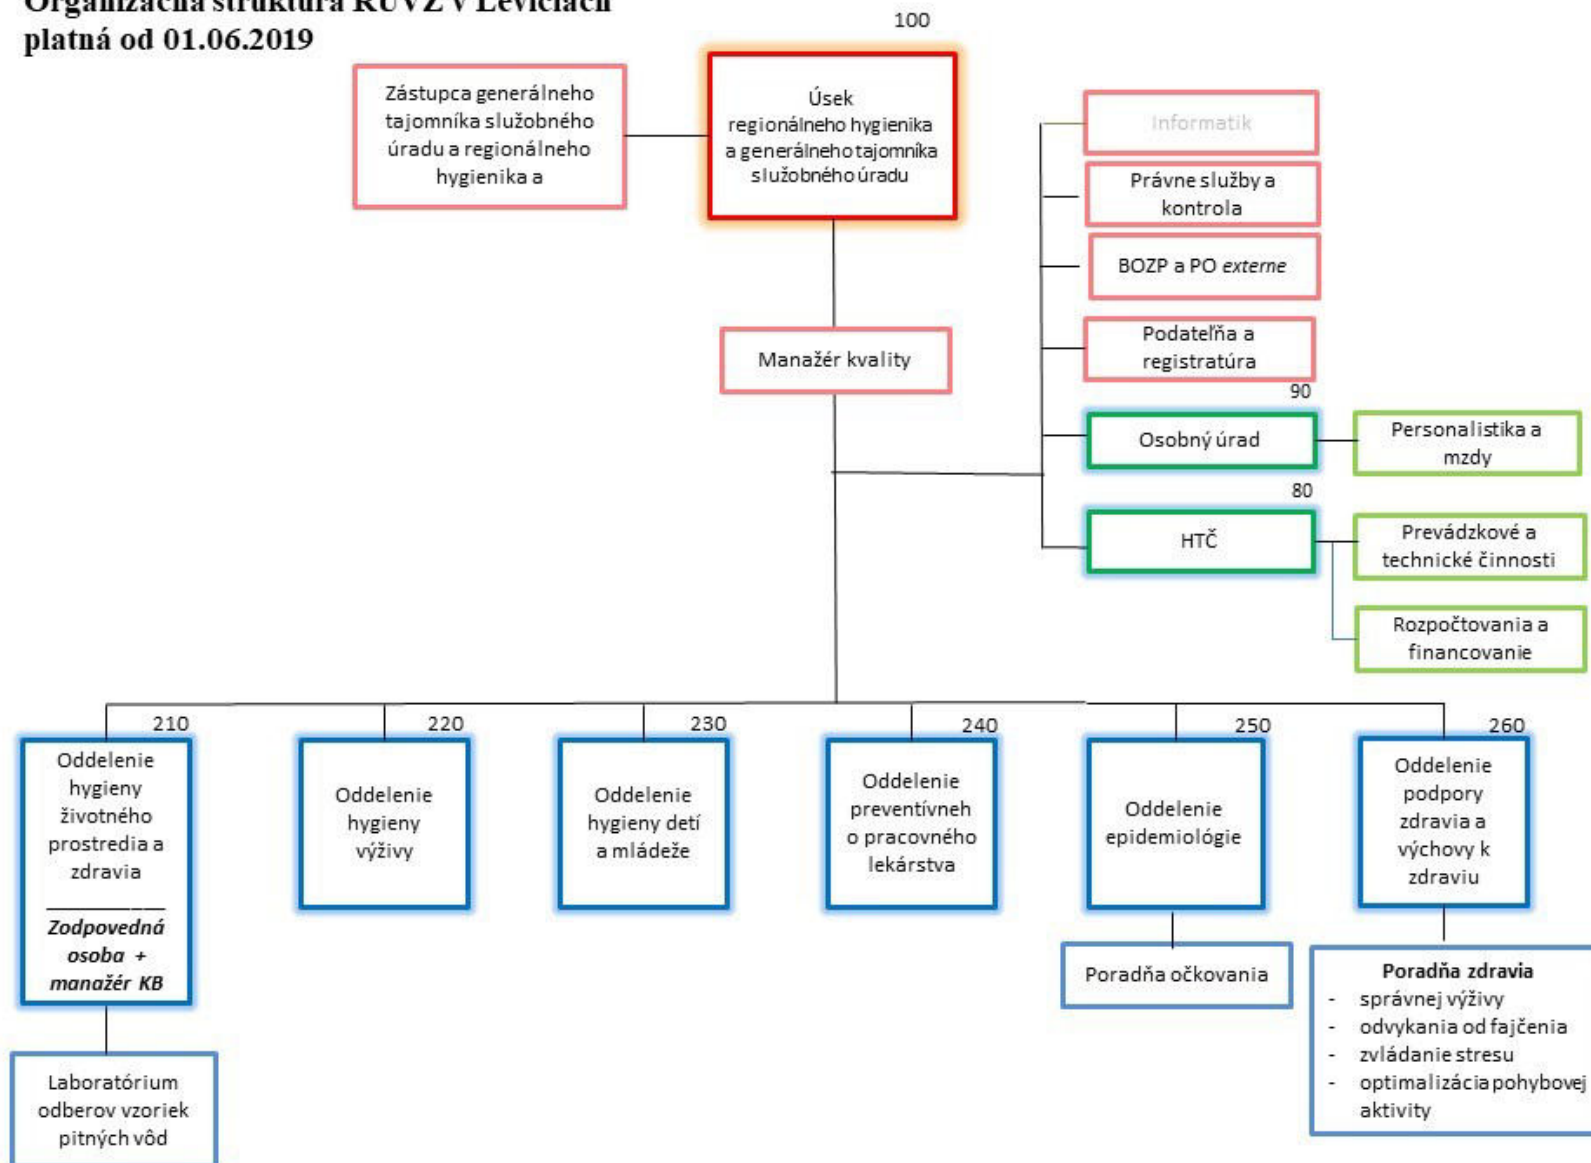 Organizačná štruktúra RÚVZ v Leviciach
platná od 01.06.2019
100
Zástupca generálneho
tajomníka služobného
úradu a regionálneho
hygienika a
Úsek
regionálneho hygienika
a generálneho tajomníka
služobného úradu
Informatik
Právne služby a
kontrola
BOZP a PO externe
Podateľňa a
registratúra
Manažér kvality
90
Osobný úrad
Personalistika a
mzdy
80
HTČ
Prevádzkové a
technické činnosti
Rozpočtovania a
financovanie
210
Oddelenie
hygieny
životného
prostredia a
zdravia
Zodpovedná
osoba +
manažér KB
Laboratórium
odberov vzoriek
pitných vôd
220
Oddelenie
hygieny
výživy
230
Oddelenie
hygieny detí
a mládeže
240
Oddelenie
preventívneh
o pracovného
lekárstva
250
Oddelenie
epidemiológie
Poradňa očkovania
260
Oddelenie
podpory
zdravia a
výchovy k
zdraviu
Poradňa zdravia
- správnej výživy
- odvykania od fajčenia
- zvládanie stresu
- optimalizácia pohybovej
aktivity